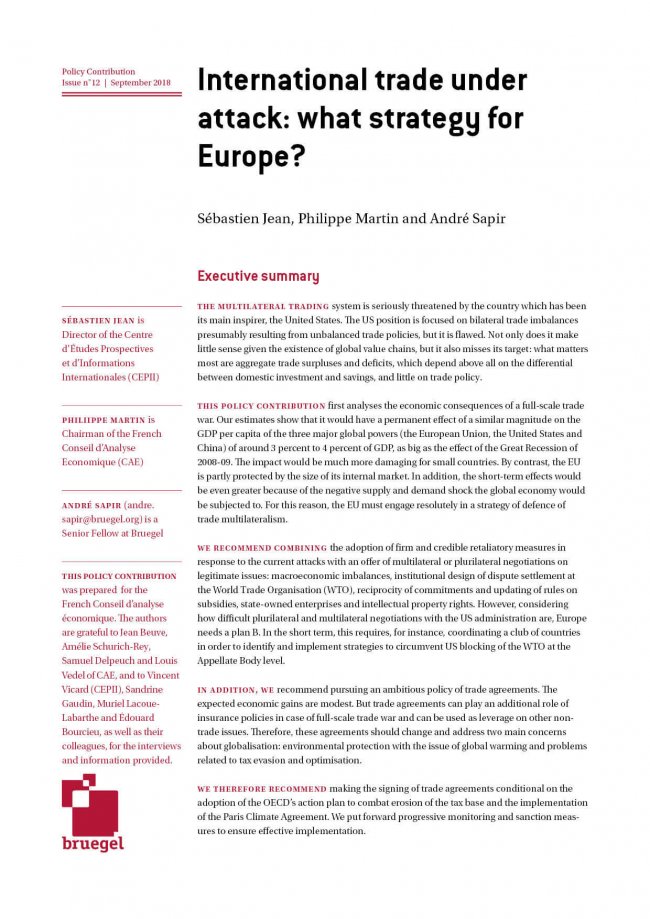 Policy Contribution
Issue n˚12 | September 2018
International trade under
attack: what strategy for
Europe?
Sébastien Jean, Philippe Martin and André Sapir
Executive summary
SÉBASTIEN JEAN is
Director of the Centre
d'Études Prospectives
et d'Informations
Internationales (CEPII)
PHILIIPPE MARTIN is
Chairman of the French
Conseil d'Analyse
Economique (CAE)
ANDRÉ SAPIR (andre.
sapir@bruegel.org) is a
Senior Fellow at Bruegel
THIS POLICY CONTRIBUTION
was prepared for the
French Conseil d'analyse
économique. The authors
are grateful to Jean Beuve,
Amélie Schurich-Rey,
Samuel Delpeuch and Louis
Vedel of CAE, and to Vincent
Vicard (CEPII), Sandrine
Gaudin, Muriel Lacoue-
Labarthe and Édouard
Bourcieu, as well as their
colleagues, for the interviews
and information provided.
bruegel
THE MULTILATERAL TRADING system is seriously threatened by the country which has been
its main inspirer, the United States. The US position is focused on bilateral trade imbalances
presumably resulting from unbalanced trade policies, but it is flawed. Not only does it make
little sense given the existence of global value chains, but it also misses its target: what matters
most are aggregate trade surpluses and deficits, which depend above all on the differential
between domestic investment and savings, and little on trade policy.
THIS POLICY CONTRIBUTION first analyses the economic consequences of a full-scale trade
war. Our estimates show that it would have a permanent effect of a similar magnitude on the
GDP per capita of the three major global powers (the European Union, the United States and
China) of around 3 percent to 4 percent of GDP, as big as the effect of the Great Recession of
2008-09. The impact would be much more damaging for small countries. By contrast, the EU
is partly protected by the size of its internal market. In addition, the short-term effects would
be even greater because of the negative supply and demand shock the global economy would
be subjected to. For this reason, the EU must engage resolutely in a strategy of defence of
trade multilateralism.
WE RECOMMEND COMBINING the adoption of firm and credible retaliatory measures in
response to the current attacks with an offer of multilateral or plurilateral negotiations on
legitimate issues: macroeconomic imbalances, institutional design of dispute settlement at
the World Trade Organisation (WTO), reciprocity of commitments and updating of rules on
subsidies, state-owned enterprises and intellectual property rights. However, considering
how difficult plurilateral and multilateral negotiations with the US administration are, Europe
needs a plan B. In the short term, this requires, for instance, coordinating a club of countries
in order to identify and implement strategies to circumvent US blocking of the WTO at the
Appellate Body level.
IN ADDITION, WE recommend pursuing an ambitious policy of trade agreements. The
expected economic gains are modest. But trade agreements can play an additional role of
insurance policies in case of full-scale trade war and can be used as leverage on other non-
trade issues. Therefore, these agreements should change and address two main concerns
about globalisation: environmental protection with the issue of global warming and problems
related to tax evasion and optimisation.
WE THEREFORE RECOMMEND making the signing of trade agreements conditional on the
adoption of the OECD's action plan to combat erosion of the tax base and the implementation
of the Paris Climate Agreement. We put forward progressive monitoring and sanction meas-
ures to ensure effective implementation.